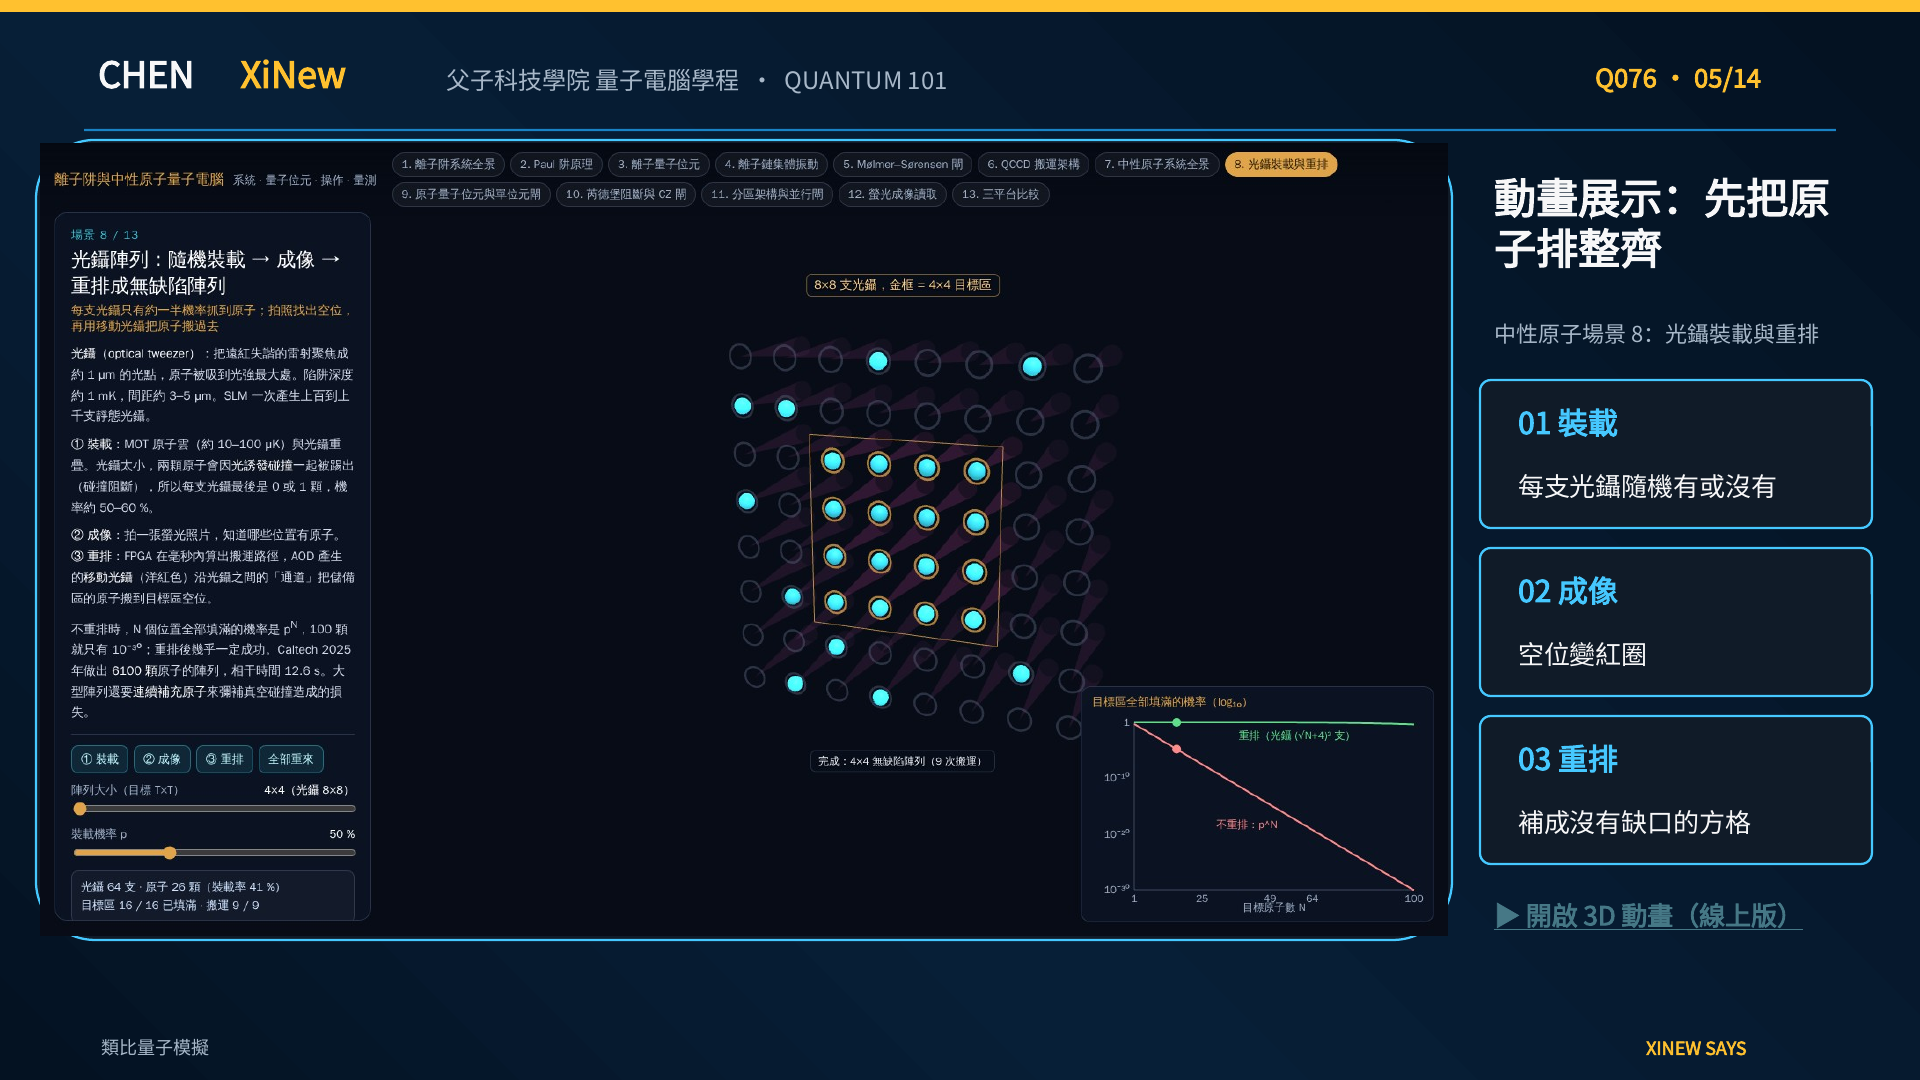 CHEN XiNew 父子科技學院 量子電腦學程 • QUANTUM 101
Q076 • 05/14
離子阱與中性原子量子電腦 系統 · 量子位元 · 操作 · 量測
1. 離子阱系統全景 2. Paul 阱原理 3. 離子量子位元 4. 離子鏈集體振動 5. Mølmer–Sørensen 閘 6. QCCD 搬運架構 7. 中性原子系統全景 8. 光鑷裝載與重排
9. 原子量子位元與單位元閘 10. 芮德堡阻斷與 CZ 閘 11. 分區架構與並行閘 12. 螢光成像讀取 13. 三平台比較
場景 8 / 13
光鑷陣列：隨機裝載 → 成像 →
重排成無缺陷陣列
每支光鑷只有約一半機率抓到原子；拍照找出空位，
再用移動光鑷把原子搬過去
光鑷（optical tweezer）：把遠紅失諧的雷射聚焦成
約 1 μm 的光點，原子被吸到光強最大處。陷阱深度
約 1 mK，間距約 3–5 μm。SLM 一次產生上百到上
千支靜態光鑷。
① 裝載：MOT 原子雲（約 10–100 μK）與光鑷重
疊。光鑷太小，兩顆原子會因光誘發碰撞一起被踢出
（碰撞阻斷），所以每支光鑷最後是 0 或 1 顆，機
率約 50–60 %。
② 成像：拍一張螢光照片，知道哪些位置有原子。
③ 重排：FPGA 在毫秒內算出搬運路徑，AOD 產生
的移動光鑷（洋紅色）沿光鑷之間的「通道」把儲備
區的原子搬到目標區空位。
不重排時，N 個位置全部填滿的機率是 pᴺ，100 顆
就只有 10⁻³⁰；重排後幾乎一定成功。Caltech 2025
年做出 6100 顆原子的陣列，相干時間 12.6 s。大
型陣列還要連續補充原子來彌補真空碰撞造成的損
失。
① 裝載 ② 成像 ③ 重排 全部重來
陣列大小（目標 T×T） 4×4（光鑷 8×8）
裝載機率 p 50 %
光鑷 64 支 · 原子 26 顆（裝載率 41 %）
目標區 16 / 16 已填滿 · 搬運 9 / 9
8×8 支光鑷，金框 = 4×4 目標區
完成：4×4 無缺陷陣列（9 次搬運）
目標區全部填滿的機率（log₁₀）
1
重排（光鑷 (√N+4)² 支）
10⁻¹⁰
不重排：p^N
10⁻²⁰
10⁻³⁰
1 25 49 64 100
目標原子數 N
動畫展示：先把原
子排整齊
中性原子場景 8：光鑷裝載與重排
01 裝載
每支光鑷隨機有或沒有
02 成像
空位變紅圈
03 重排
補成沒有缺口的方格
▶ 開啟 3D 動畫（線上版）
類比量子模擬
XINEW SAYS